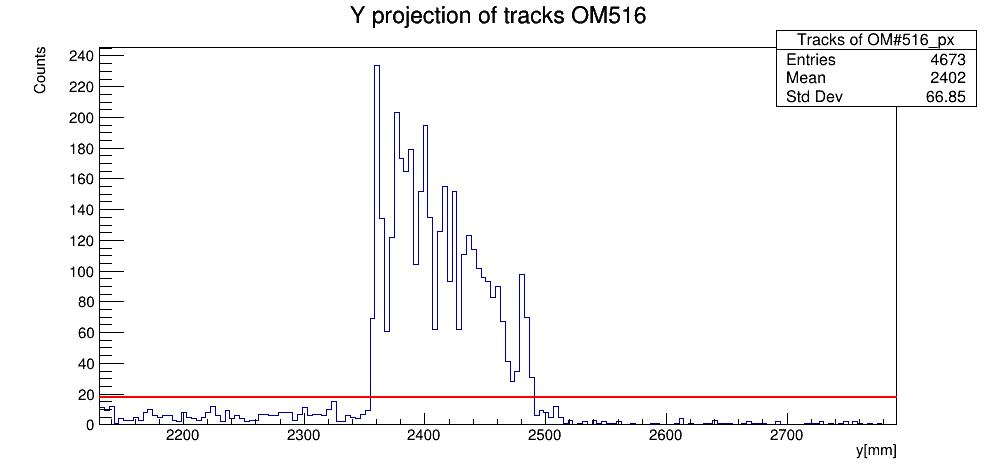 Y projection of tracks OM516
Tracks of OM#516_px
Entries 4673
Mean 2402
Std Dev 66.85
Counts
240
220
200
180
160
140
120
100
80
60
40
20
0
2200 2300 2400 2500 2600 2700
y[mm]